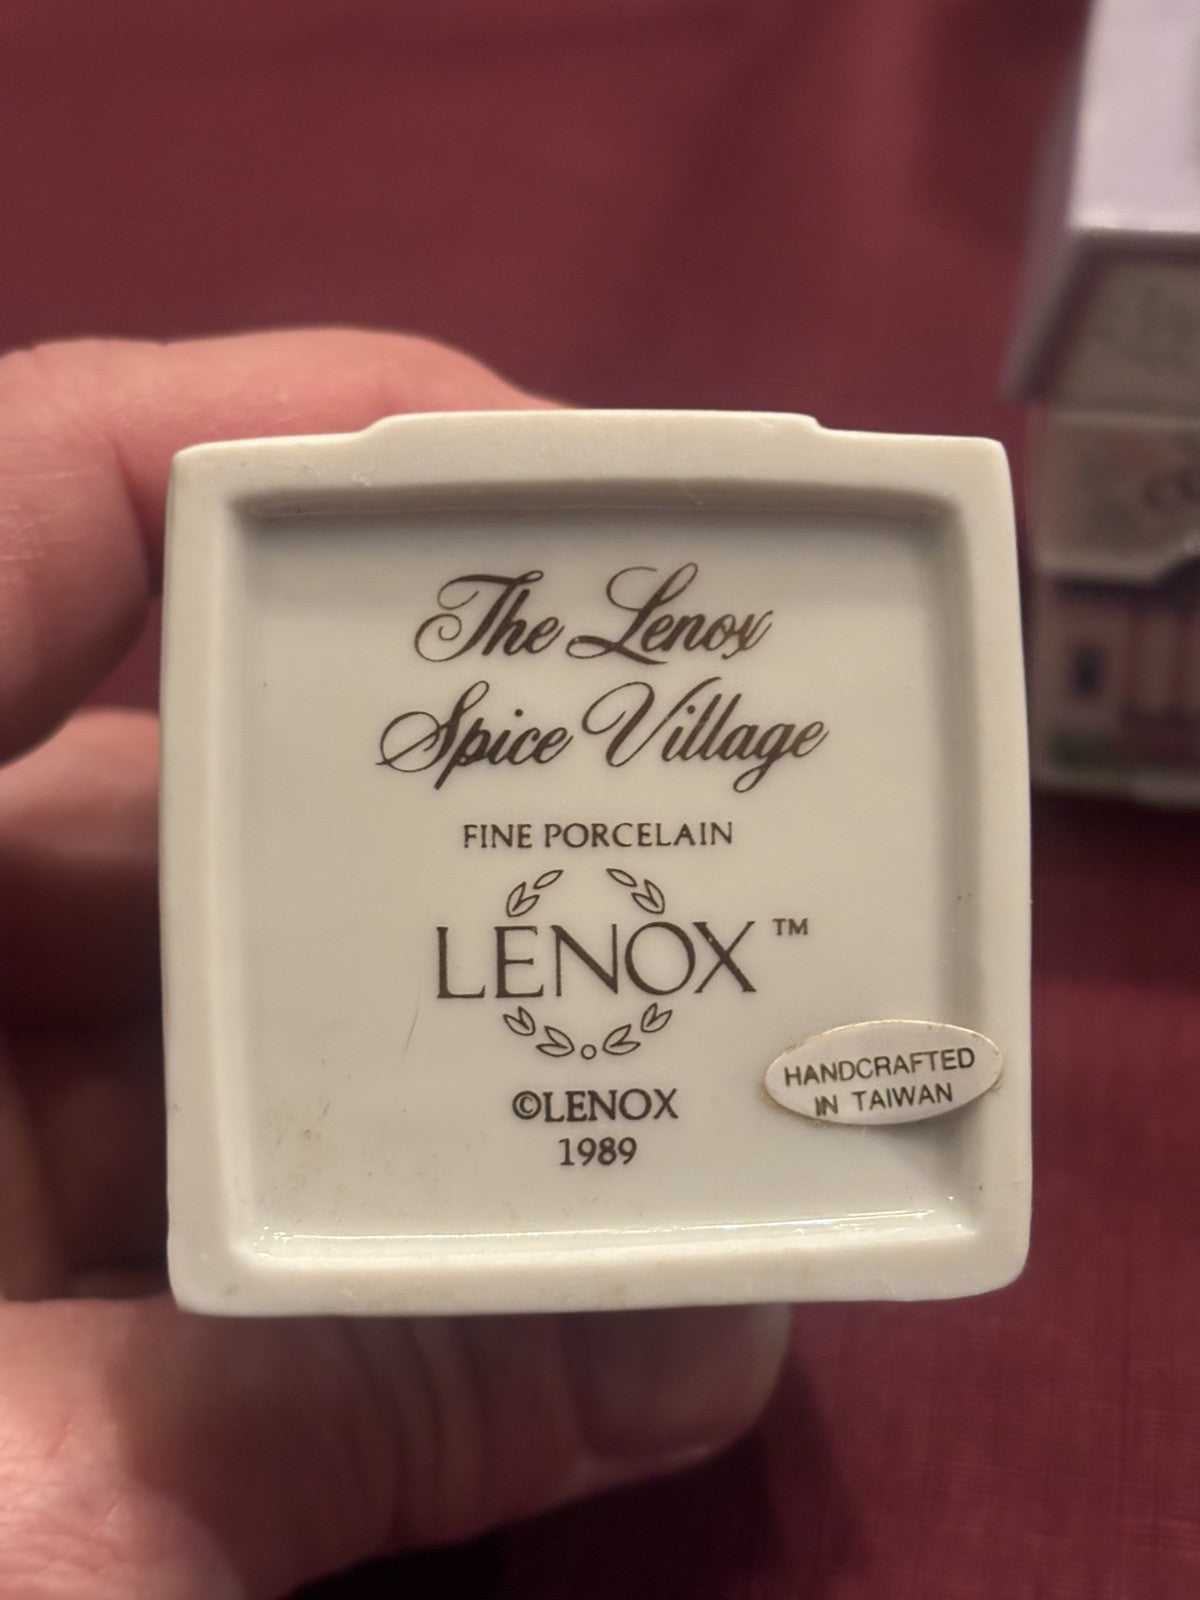 The Lenox
Spice Village
FINE PORCELAIN
LENOX™
©LENOX
1989
HANDCRAFTED
IN TAIWAN